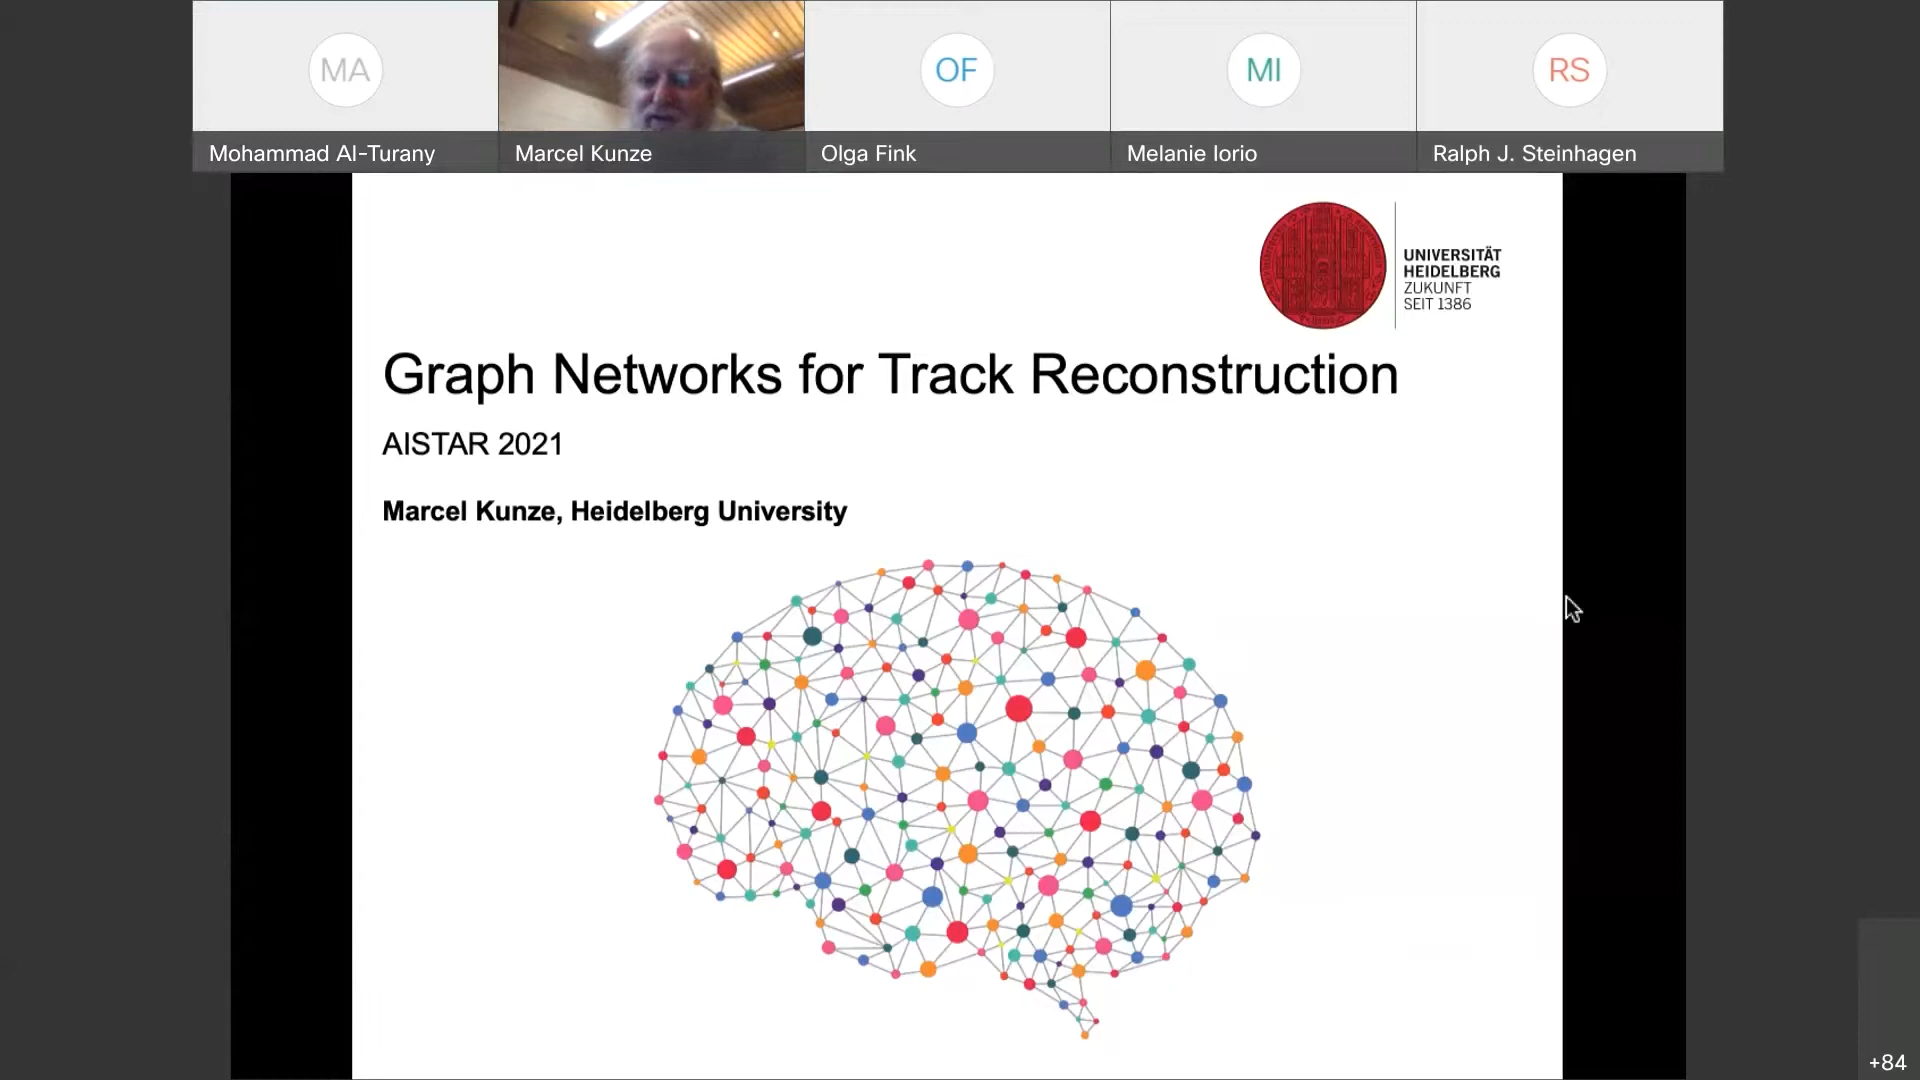 MA
OF
MI
RS
Mohammad Al-Turany
Marcel Kunze
Olga Fink
Melanie Iorio
Ralph J. Steinhagen
UNIVERSITÄT
HEIDELBERG
ZUKUNFT
SEIT 1386
Graph Networks for Track Reconstruction
AISTAR 2021
Marcel Kunze, Heidelberg University
+84